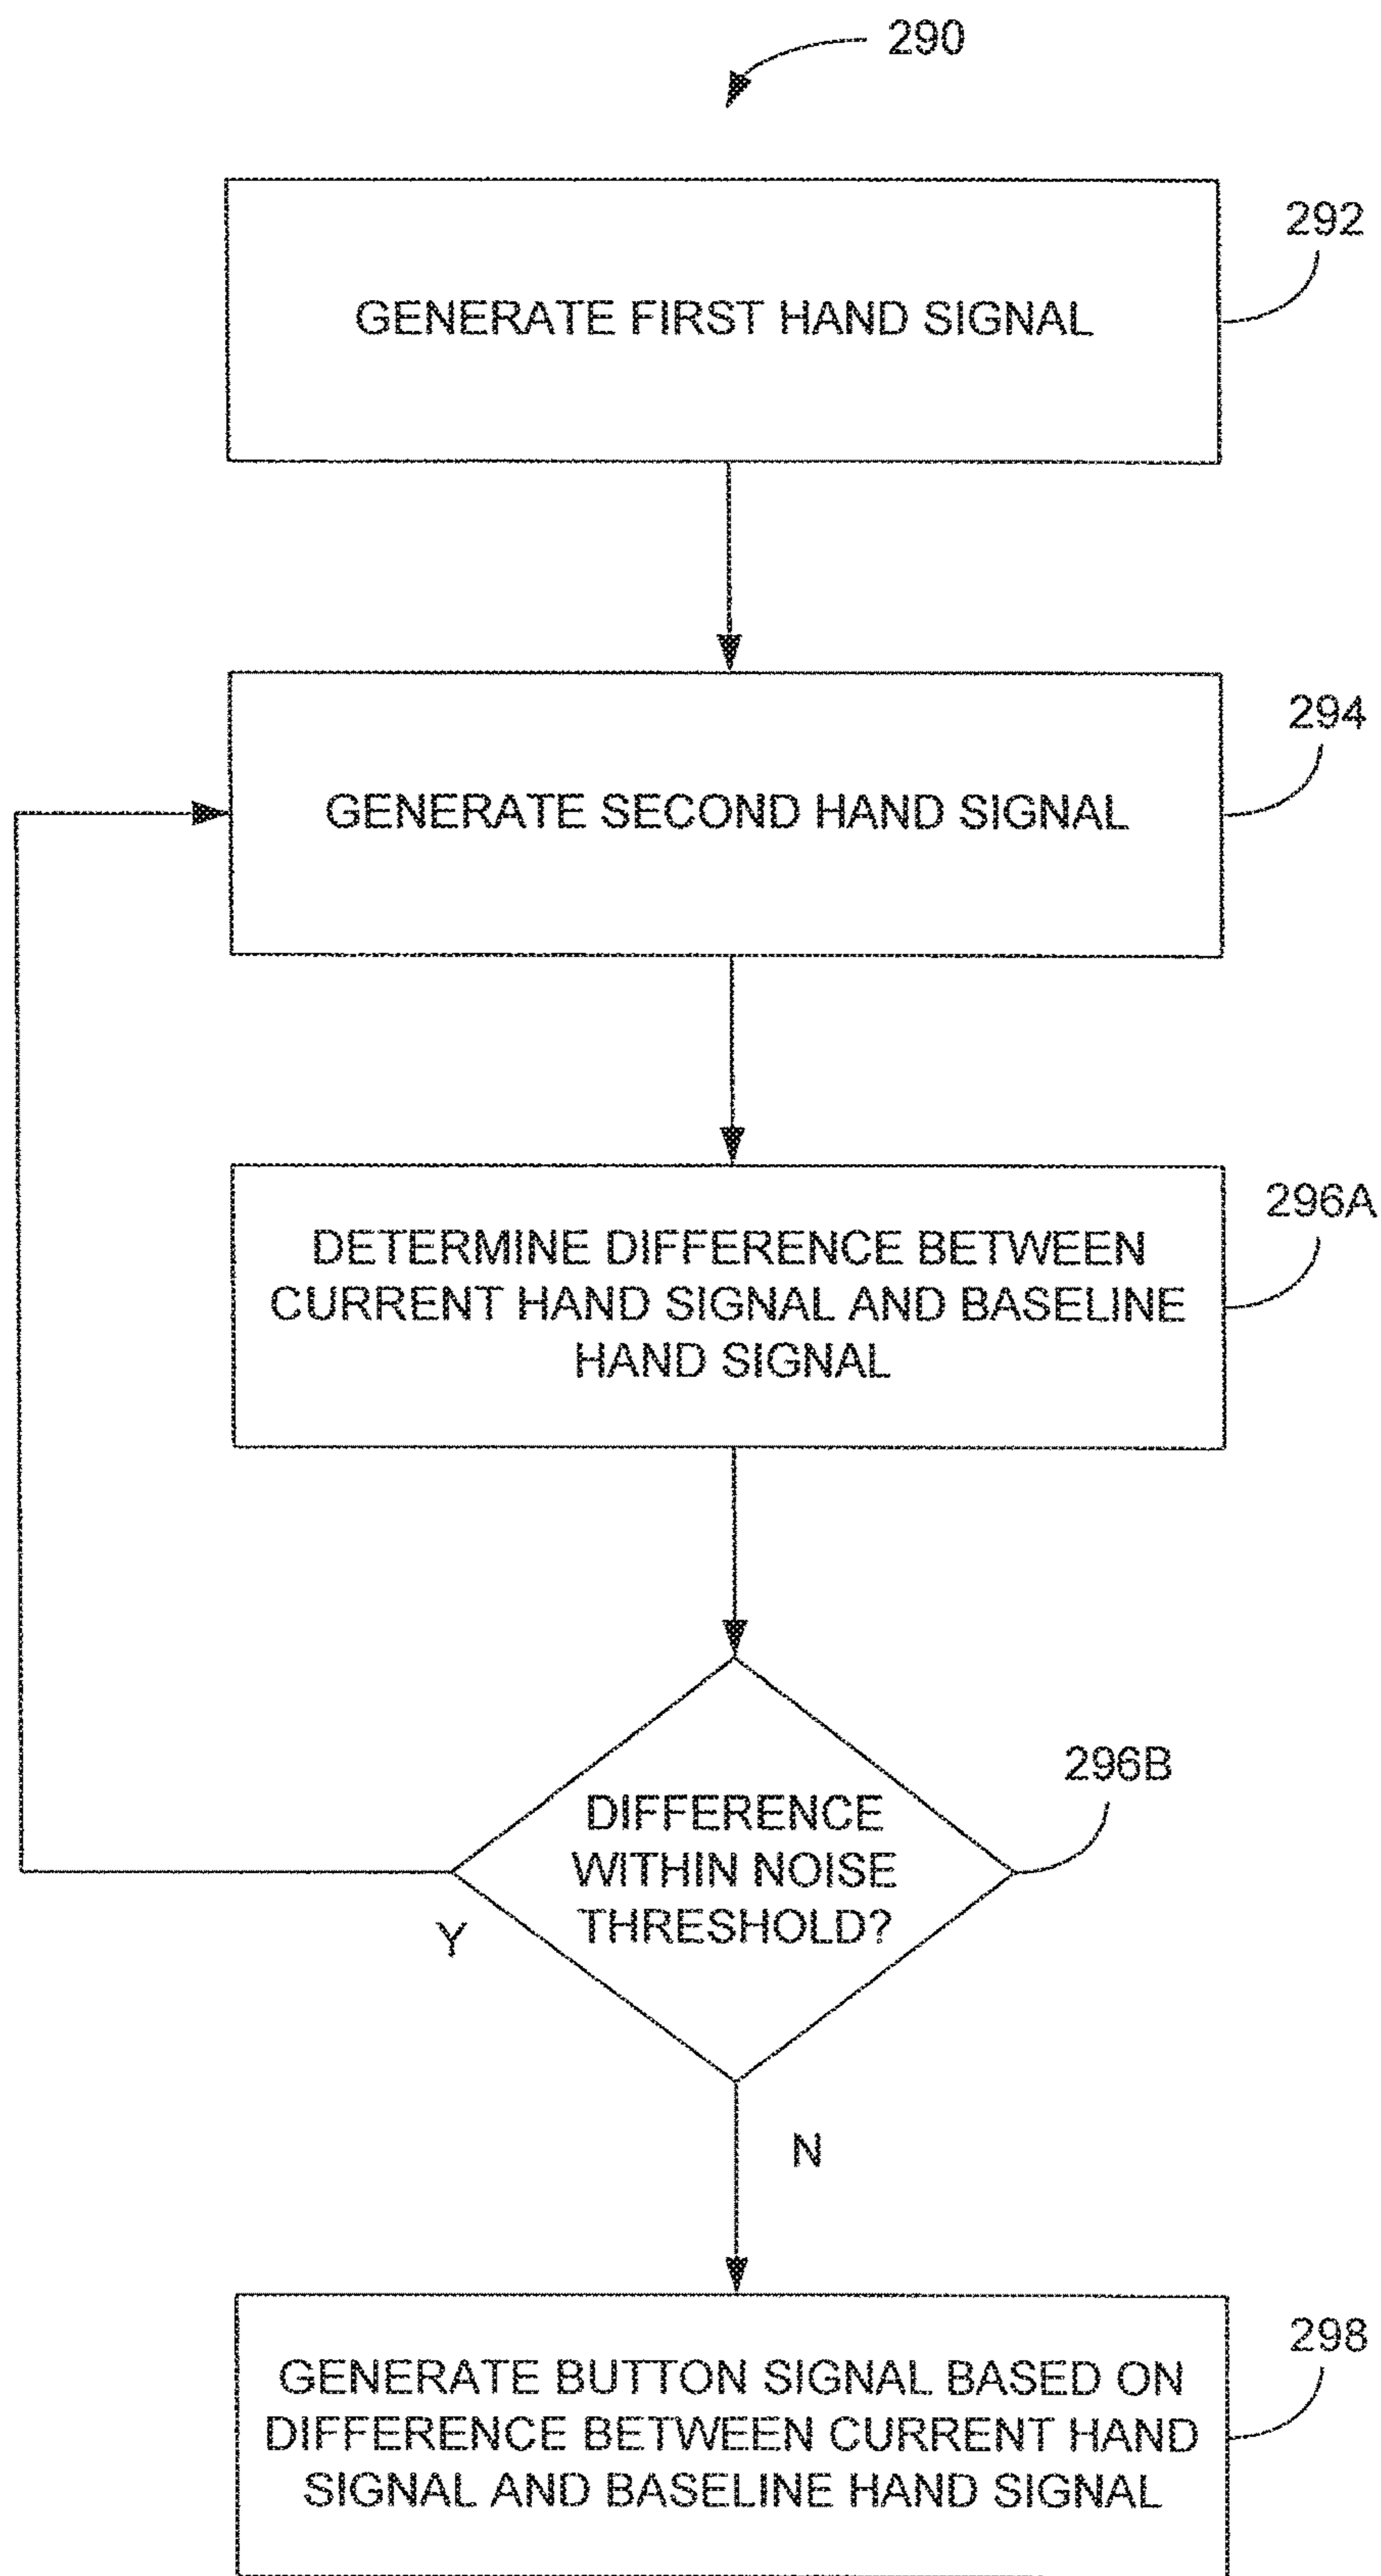 290
292
GENERATE FIRST HAND SIGNAL
294
GENERATE SECOND HAND SIGNAL
296A
DETERMINE DIFFERENCE BETWEEN
CURRENT HAND SIGNAL AND BASELINE
HAND SIGNAL
296B
DIFFERENCE
WITHIN NOISE
THRESHOLD?
Y
N
298
GENERATE BUTTON SIGNAL BASED ON
DIFFERENCE BETWEEN CURRENT HAND
SIGNAL AND BASELINE HAND SIGNAL